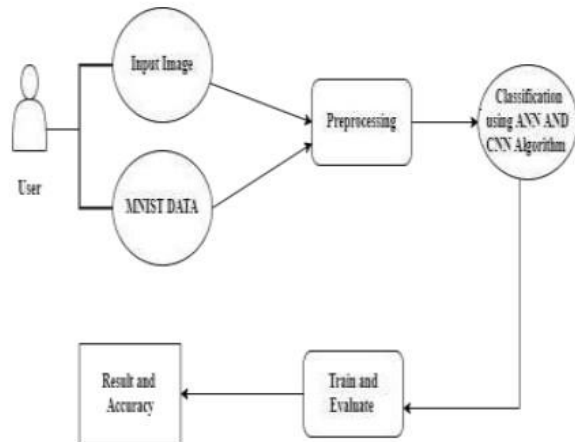 Input Image
User
MNIST DATA
Preprocessing
Classification
using ANN AND
CNN Algorithm
Result and
Accuracy
Train and
Evaluate